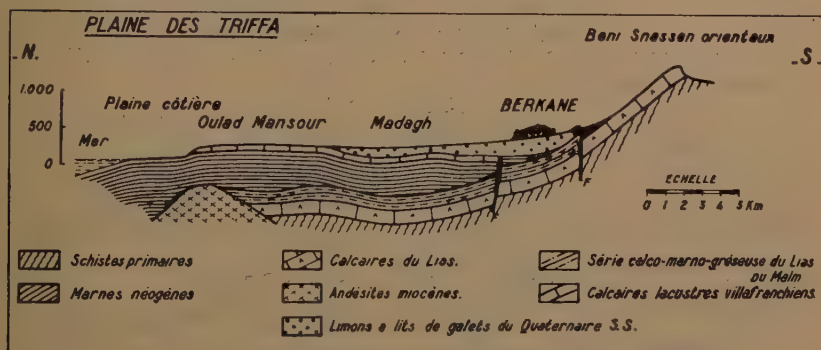 PLAINE DES TRIFFA
Beni Snassen orientaux
N.
S
1.000
500
0
Plaine côtière
Mer
Oulad Mansour
Madagh
BERKANE
F
ECHELLE
0 1 2 3 4 5 Km
Schistes primaires
Calcaires du Lias.
Série calco-marno-gréseuse du Lias
au Malm
Marnes néogènes
Andésites miocènes.
Calcaires lacustres villafranchiens.
Limons à lits de galets du Quaternaire S.S.